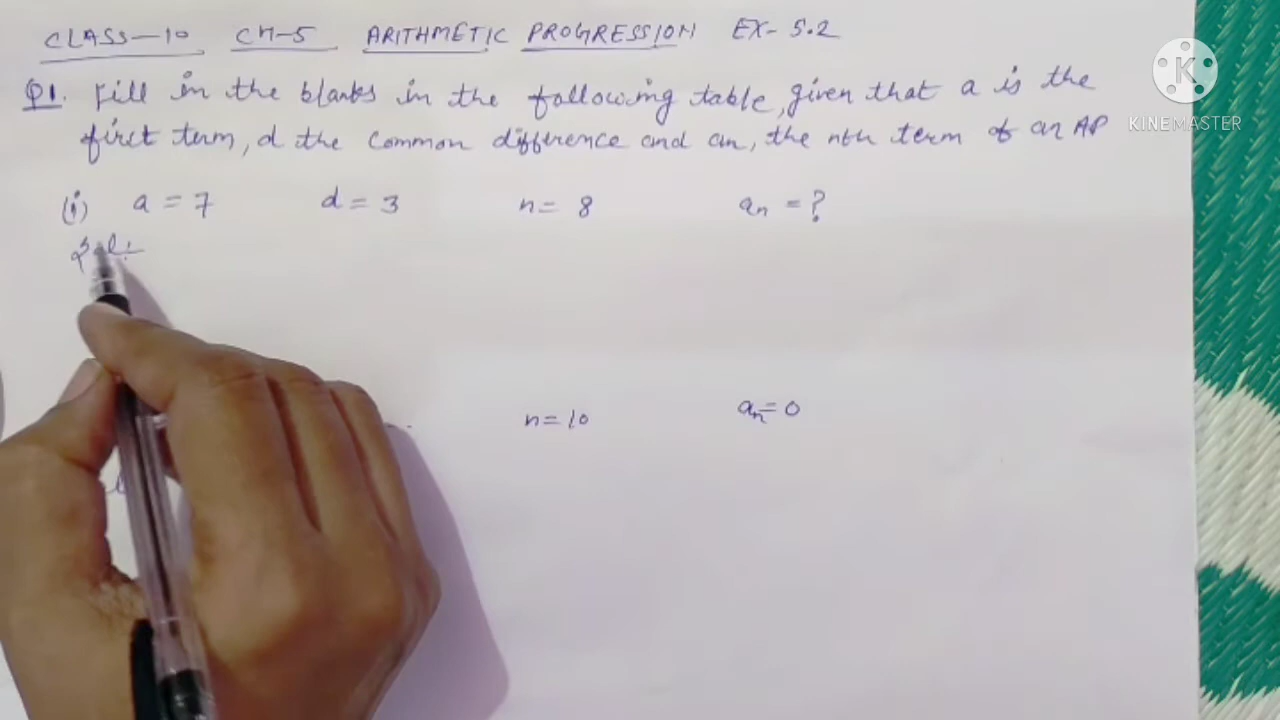 CLASS-10 CH-5 ARITHMETIC PROGRESSION EX- 5.2
K
KINEMASTER
Q1. Fill in the blanks in the following table, given that a is the
first term, d the common difference and an, the nth term of an AP
(i) a = 7 d = 3 n = 8 an = ?
Sol:
n = 10 an = 0